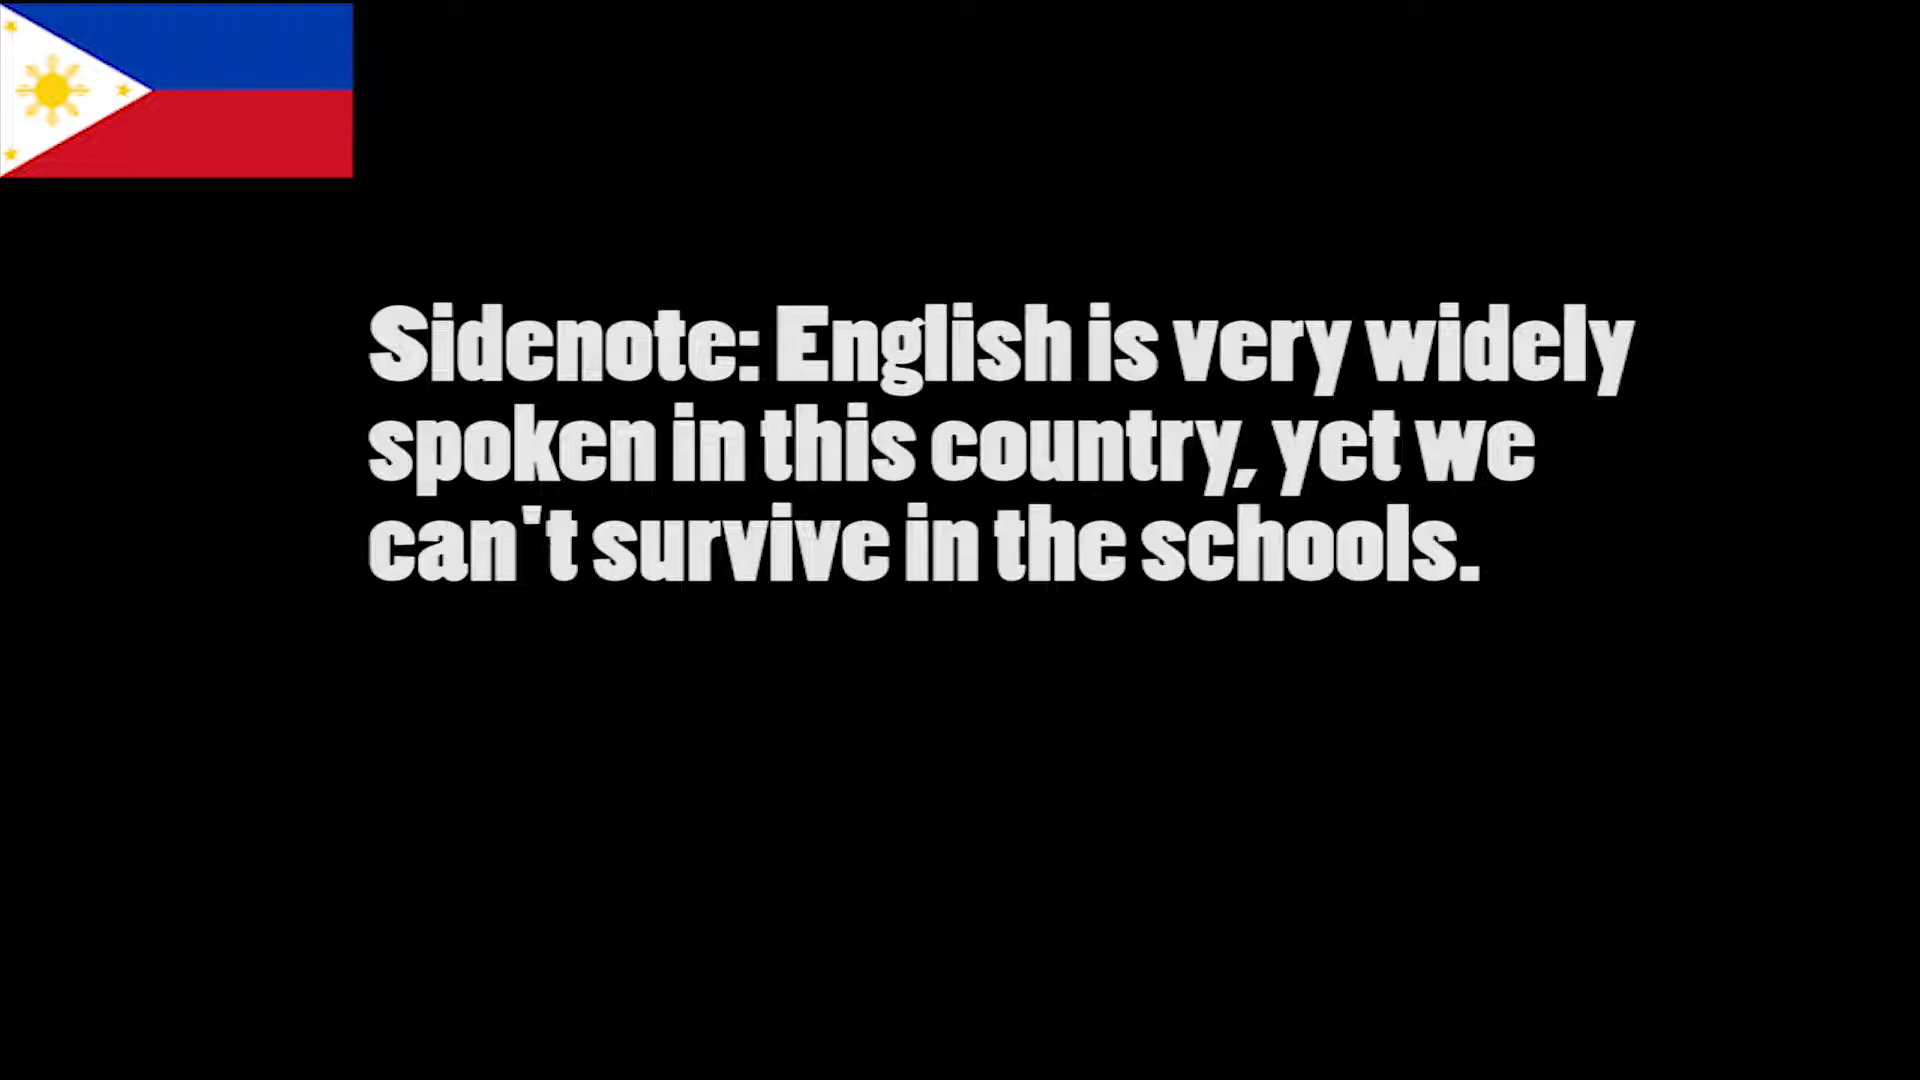 Sidenote: English is very widely
spoken in this country, yet we
can't survive in the schools.